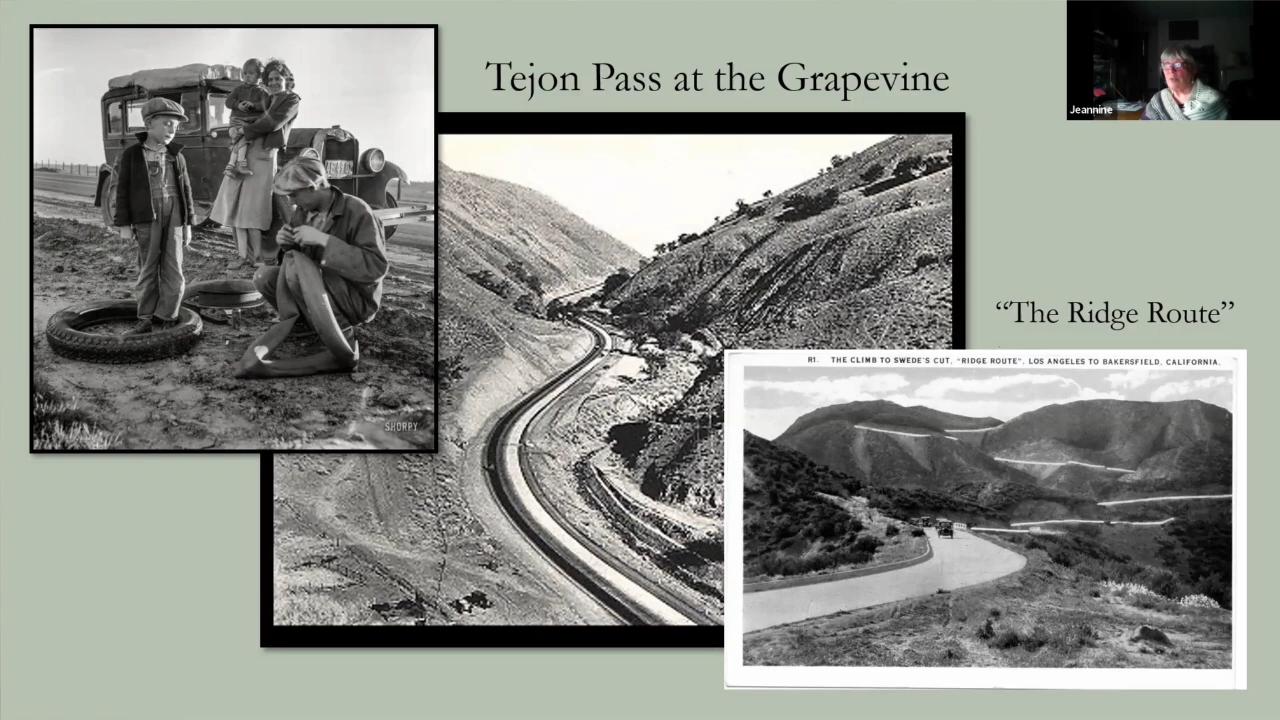 Tejon Pass at the Grapevine
Jeannine
"The Ridge Route"
R1. THE CLIMB TO SWEDE'S CUT, "RIDGE ROUTE", LOS ANGELES TO BAKERSFIELD, CALIFORNIA.
SHORPY